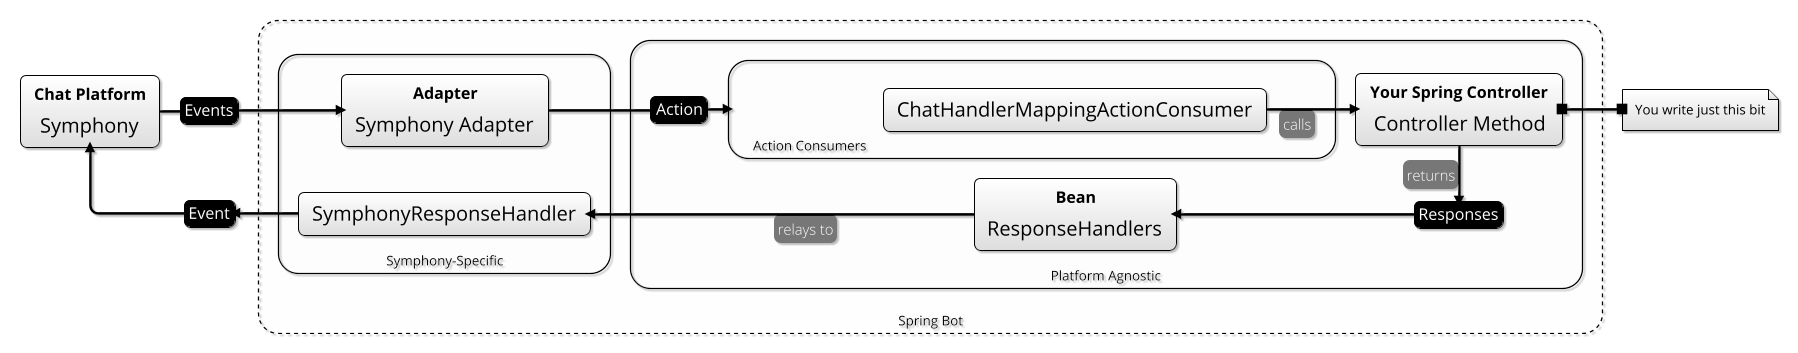 Chat Platform
Symphony
Events
Adapter
Symphony Adapter
Action
ChatHandlerMappingActionConsumer
Action Consumers
calls
Your Spring Controller
Controller Method
You write just this bit
returns
Responses
Bean
ResponseHandlers
relays to
SymphonyResponseHandler
Event
Symphony-Specific
Platform Agnostic
Spring Bot